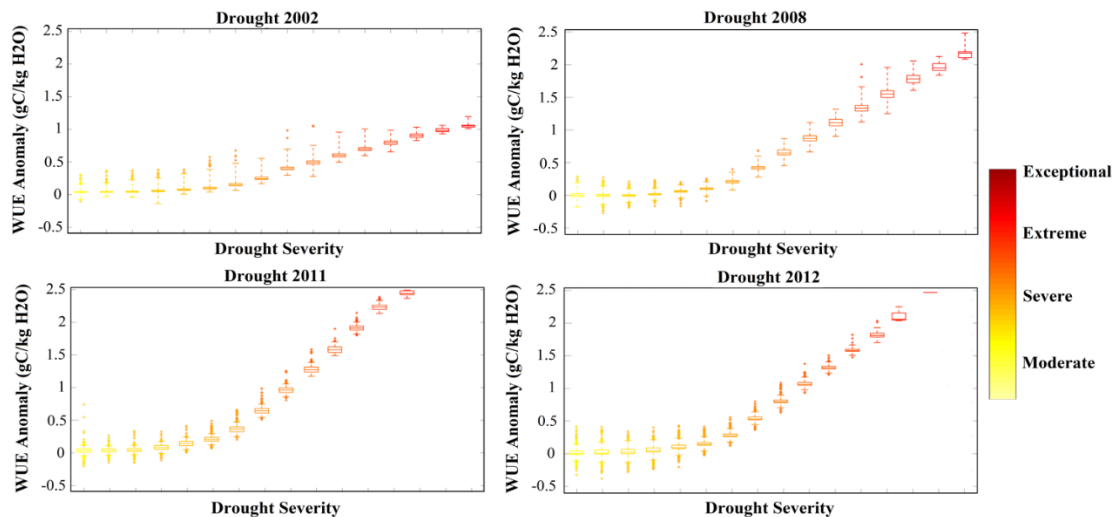 Drought 2002
WUE Anomaly (gC/kg H2O)
2.5
2
1.5
1
0.5
0
-0.5
Drought Severity
Drought 2008
WUE Anomaly (gC/kg H2O)
2.5
2
1.5
1
0.5
0
-0.5
Drought Severity
Drought 2011
WUE Anomaly (gC/kg H2O)
2.5
2
1.5
1
0.5
0
-0.5
Drought Severity
Drought 2012
WUE Anomaly (gC/kg H2O)
2.5
2
1.5
1
0.5
0
-0.5
Drought Severity
Exceptional
Extreme
Severe
Moderate